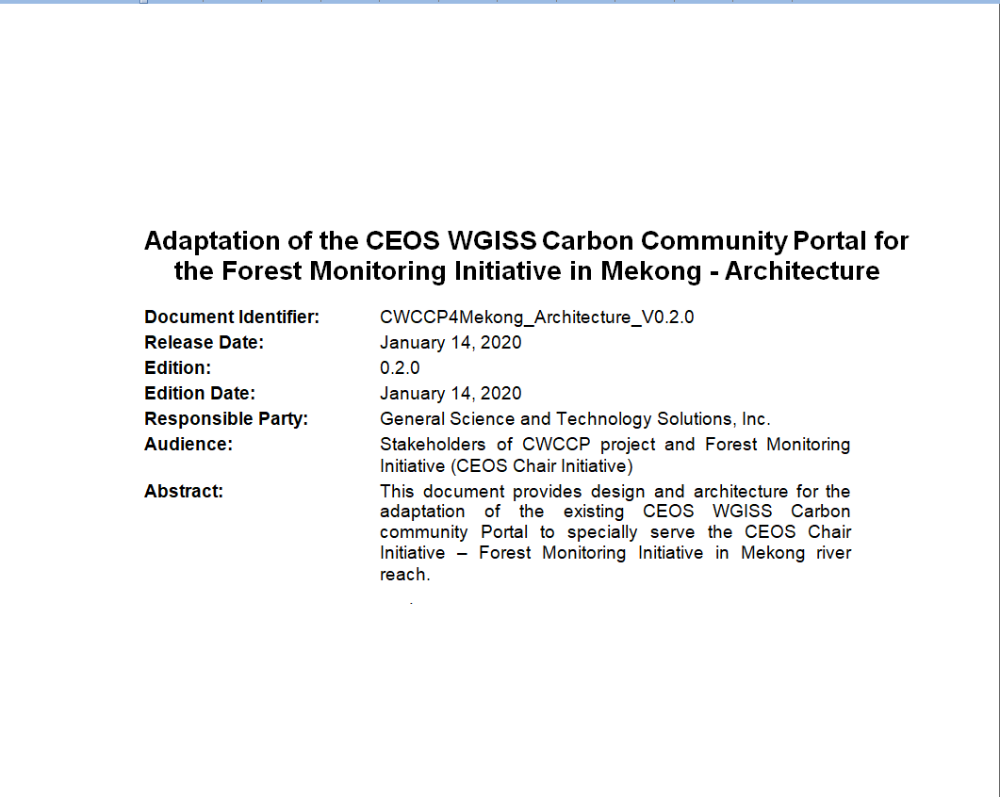 Adaptation of the CEOS WGISS Carbon Community Portal for
the Forest Monitoring Initiative in Mekong - Architecture
Document Identifier: CWCCP4Mekong_Architecture_V0.2.0
Release Date: January 14, 2020
Edition: 0.2.0
Edition Date: January 14, 2020
Responsible Party: General Science and Technology Solutions, Inc.
Audience: Stakeholders of CWCCP project and Forest Monitoring
Initiative (CEOS Chair Initiative)
Abstract: This document provides design and architecture for the
adaptation of the existing CEOS WGISS Carbon
community Portal to specially serve the CEOS Chair
Initiative – Forest Monitoring Initiative in Mekong river
reach.
.